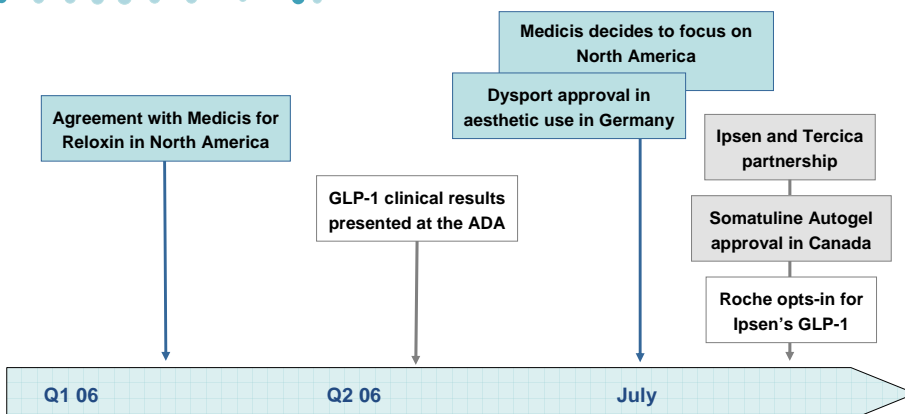 Medicis decides to focus on
North America
Dysport approval in
aesthetic use in Germany
Agreement with Medicis for
Reloxin in North America
Ipsen and Tercica
partnership
GLP-1 clinical results
presented at the ADA
Somatuline Autogel
approval in Canada
Roche opts-in for
Ipsen’s GLP-1
Q1 06
Q2 06
July